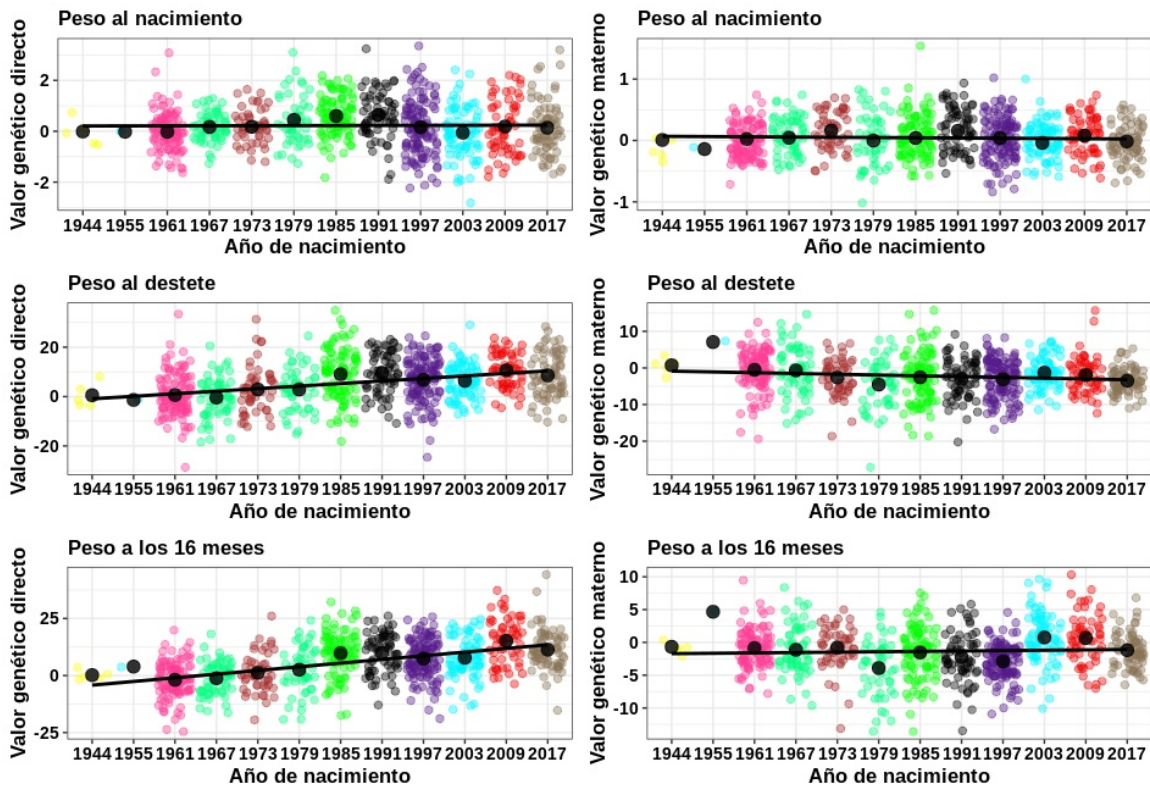 Peso al nacimiento
Valor genético directo
2
0
-2
1944 1955 1961 1967 1973 1979 1985 1991 1997 2003 2009 2017
Año de nacimiento
Peso al nacimiento
Valor genético materno
1
0
-1
1944 1955 1961 1967 1973 1979 1985 1991 1997 2003 2009 2017
Año de nacimiento
Peso al destete
Valor genético directo
20
0
-20
1944 1955 1961 1967 1973 1979 1985 1991 1997 2003 2009 2017
Año de nacimiento
Peso al destete
Valor genético materno
10
0
-10
-20
1944 1955 1961 1967 1973 1979 1985 1991 1997 2003 2009 2017
Año de nacimiento
Peso a los 16 meses
Valor genético directo
25
0
-25
1944 1955 1961 1967 1973 1979 1985 1991 1997 2003 2009 2017
Año de nacimiento
Peso a los 16 meses
Valor genético materno
10
5
0
-5
-10
1944 1955 1961 1967 1973 1979 1985 1991 1997 2003 2009 2017
Año de nacimiento